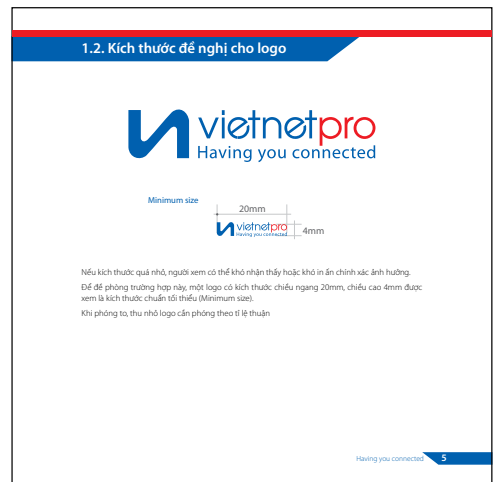 1.2. Kích thước đề nghị cho logo
vietnetpro
Having you connected
Minimum size
20mm
vietnetpro
Having you connected
4mm
Nếu kích thước quá nhỏ, người xem có thể khó nhận thấy hoặc khó in ấn chính xác ảnh hưởng.
Để đề phòng trường hợp này, một logo có kích thước chiều ngang 20mm, chiều cao 4mm được
xem là kích thước chuẩn tối thiểu (Minimum size).
Khi phóng to, thu nhỏ logo cần phóng theo tỉ lệ thuận
Having you connected
5